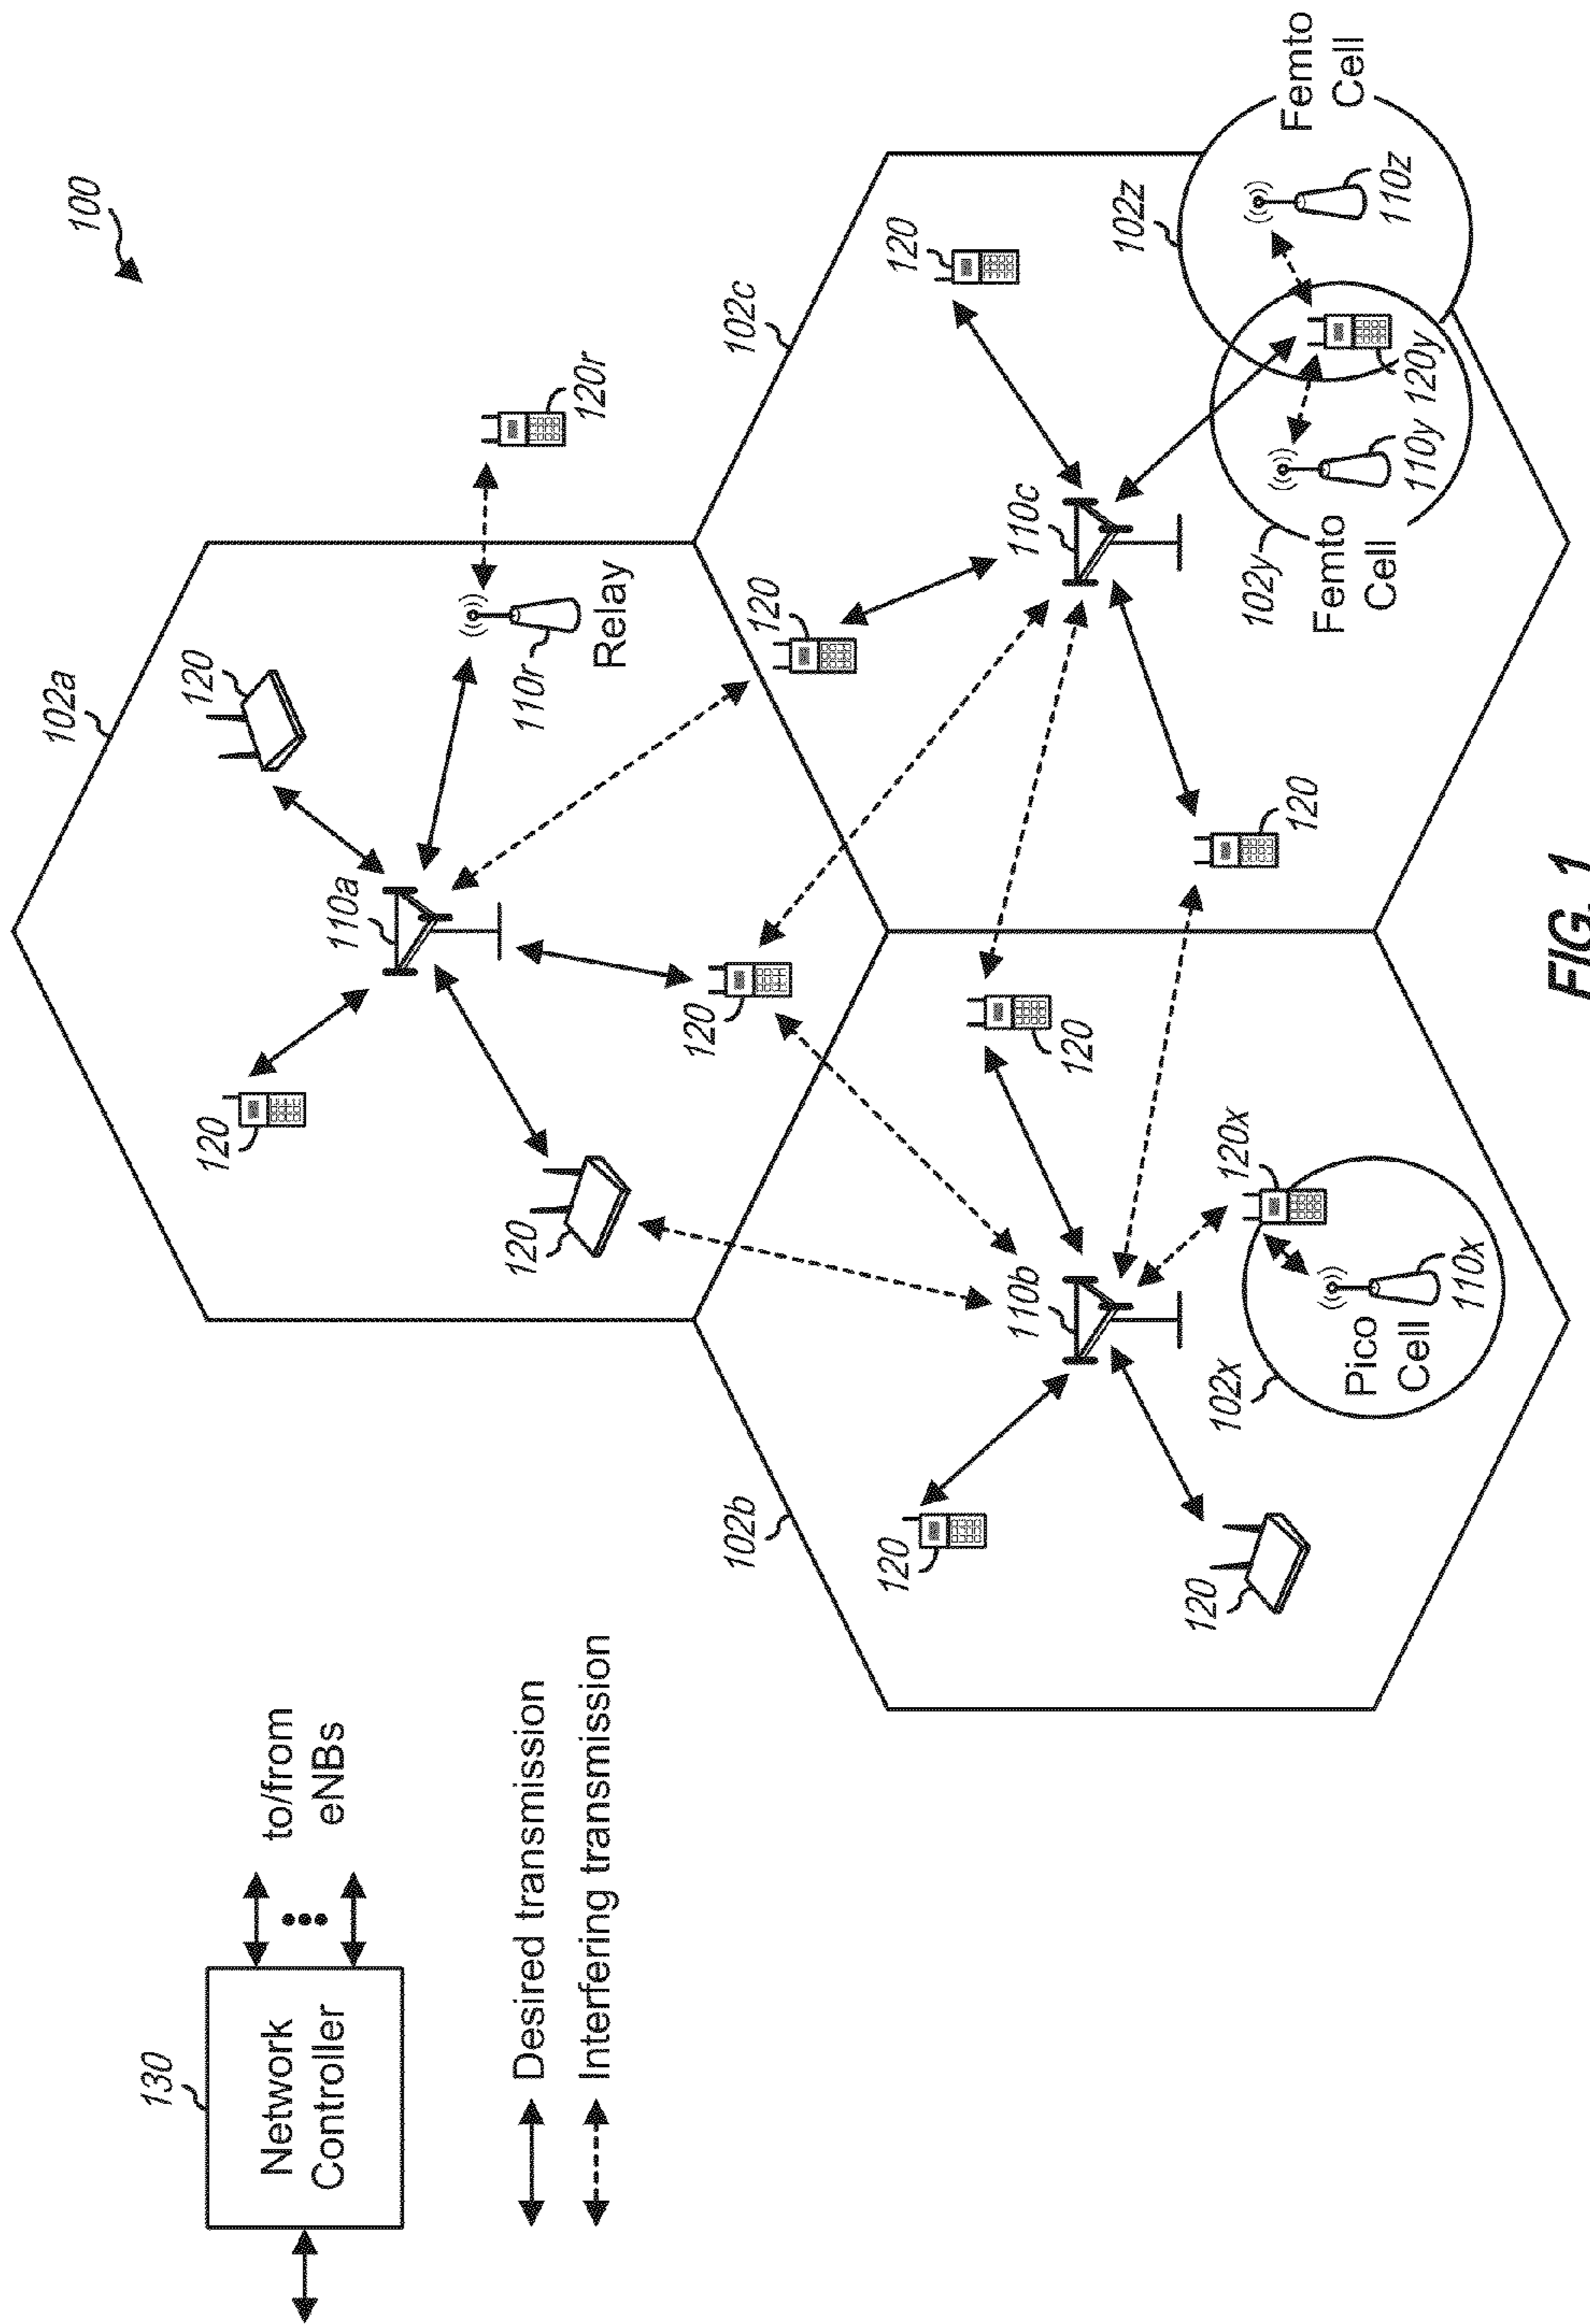 100
130
Network
Controller
to/from
eNBs
Desired transmission
Interfering transmission
102a
120
120
110a
120
110r
Relay
120r
120
120
102b
110b
120
120
120
102x
Pico
Cell
110x
120x
102c
120
110c
120
120
102y
Femto
Cell
110y
120y
102z
110z
Femto
Cell
FIG. 1